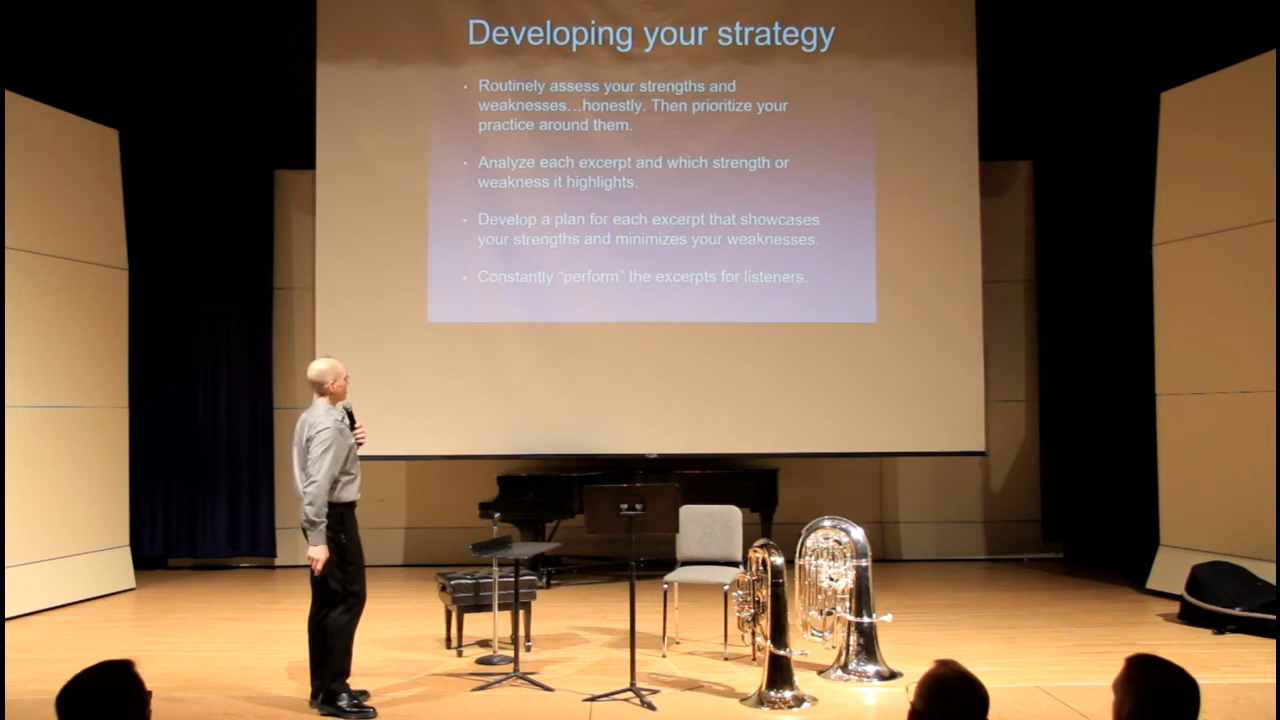 Developing your strategy
• Routinely assess your strengths and
weaknesses…honestly. Then prioritize your
practice around them.
• Analyze each excerpt and which strength or
weakness it highlights.
• Develop a plan for each excerpt that showcases
your strengths and minimizes your weaknesses.
• Constantly “perform” the excerpts for listeners.